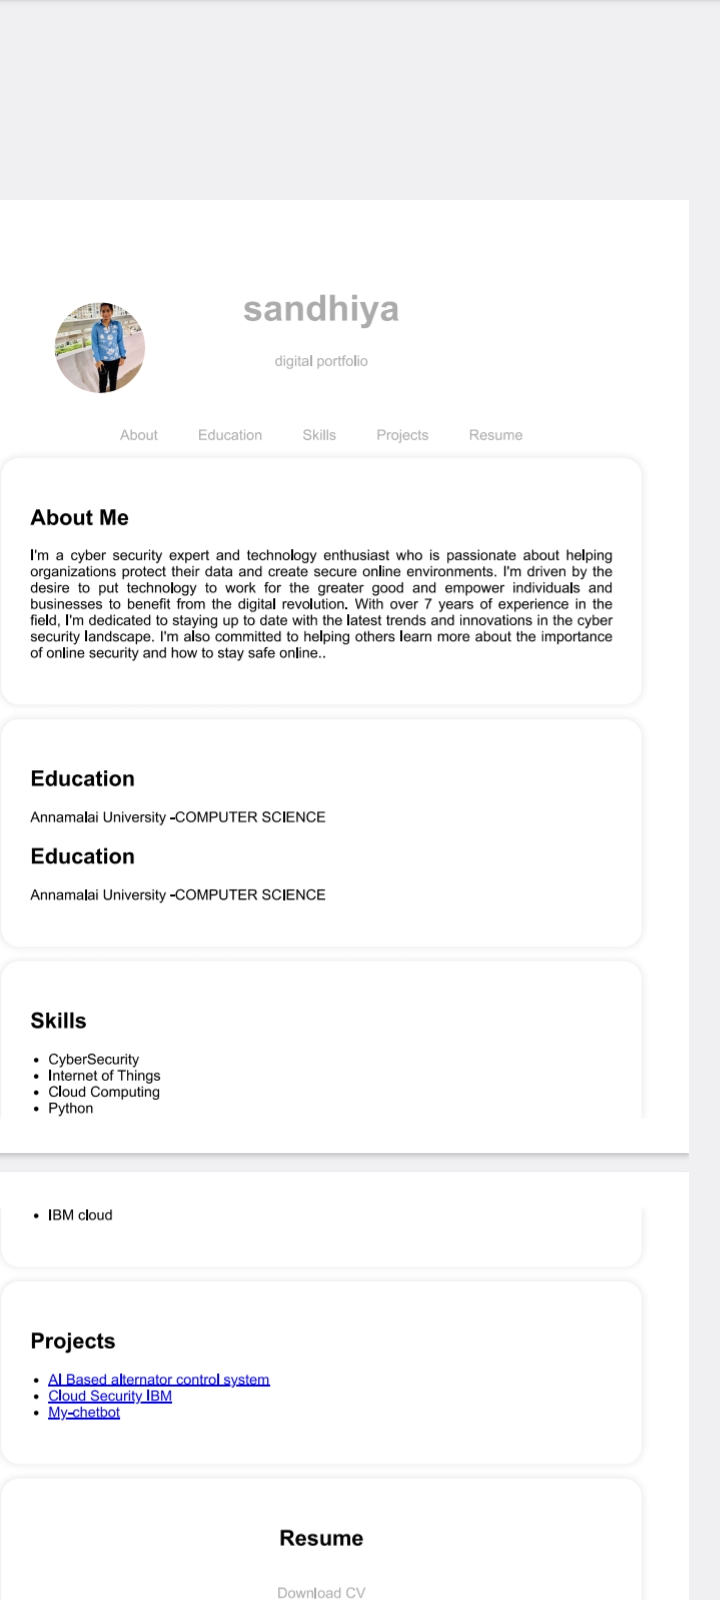 sandhiya
digital portfolio
About Education Skills Projects Resume
About Me
I'm a cyber security expert and technology enthusiast who is passionate about helping
organizations protect their data and create secure online environments. I'm driven by the
desire to put technology to work for the greater good and empower individuals and
businesses to benefit from the digital revolution. With over 7 years of experience in the
field, I'm dedicated to staying up to date with the latest trends and innovations in the cyber
security landscape. I'm also committed to helping others learn more about the importance
of online security and how to stay safe online..
Education
Annamalai University -COMPUTER SCIENCE
Education
Annamalai University -COMPUTER SCIENCE
Skills
• CyberSecurity
• Internet of Things
• Cloud Computing
• Python
• IBM cloud
Projects
• AI Based alternator control system
• Cloud Security IBM
• My-chetbot
Resume
Download CV